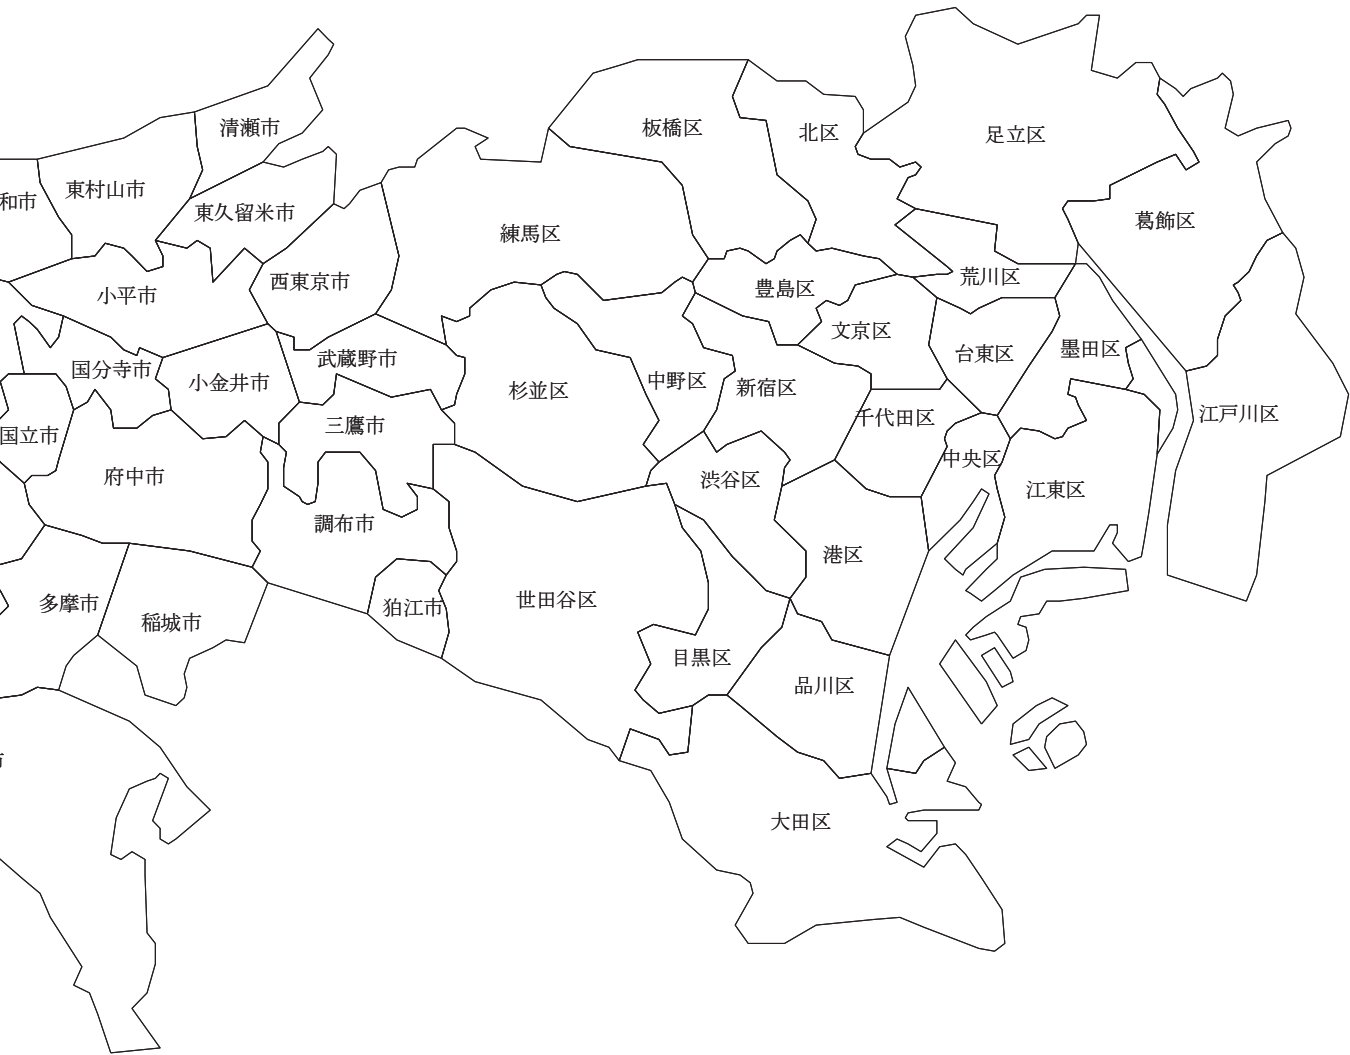 清瀬市
板橋区
北区
足立区
東村山市
和市
東久留米市
練馬区
葛飾区
西東京市
小平市
豊島区
荒川区
文京区
台東区
墨田区
国分寺市
小金井市
武蔵野市
杉並区
中野区
新宿区
千代田区
江戸川区
国立市
三鷹市
府中市
渋谷区
中央区
江東区
調布市
港区
多摩市
稲城市
狛江市
世田谷区
目黒区
品川区
市
大田区